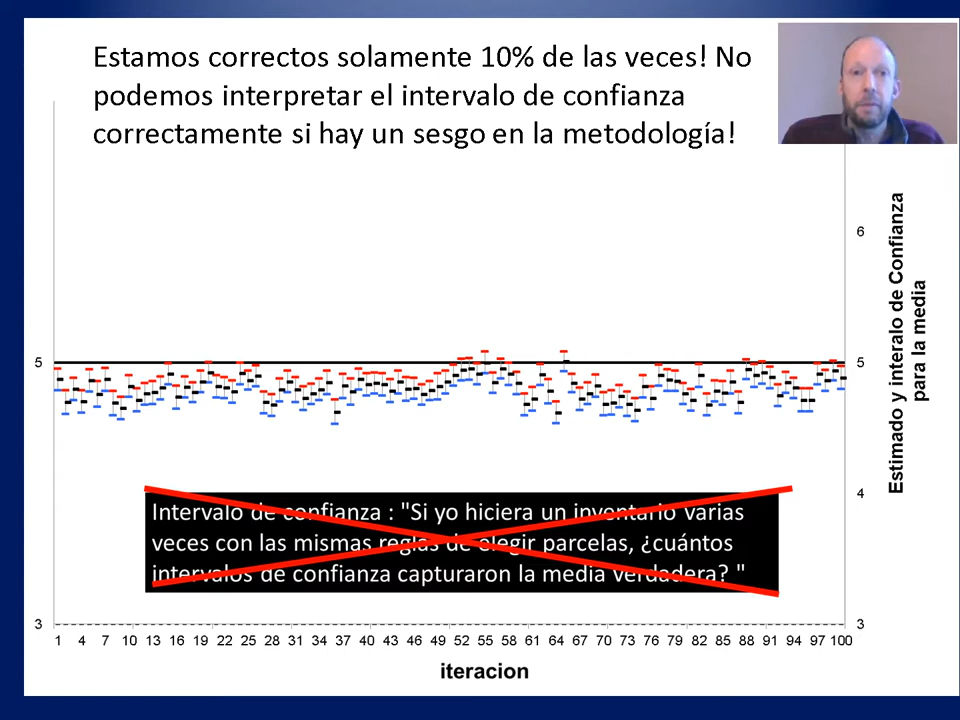 Estamos correctos solamente 10% de las veces! No
podemos interpretar el intervalo de confianza
correctamente si hay un sesgo en la metodología!
6
5
5
Estimado y interalo de Confianza
para la media
4
Intervalo de confianza : "Si yo hiciera un inventario varias
veces con las mismas reglas de elegir parcelas, ¿cuántos
intervalos de confianza capturaron la media verdadera? "
3
3
1 4 7 10 13 16 19 22 25 28 31 34 37 40 43 46 49 52 55 58 61 64 67 70 73 76 79 82 85 88 91 94 97 100
iteracion